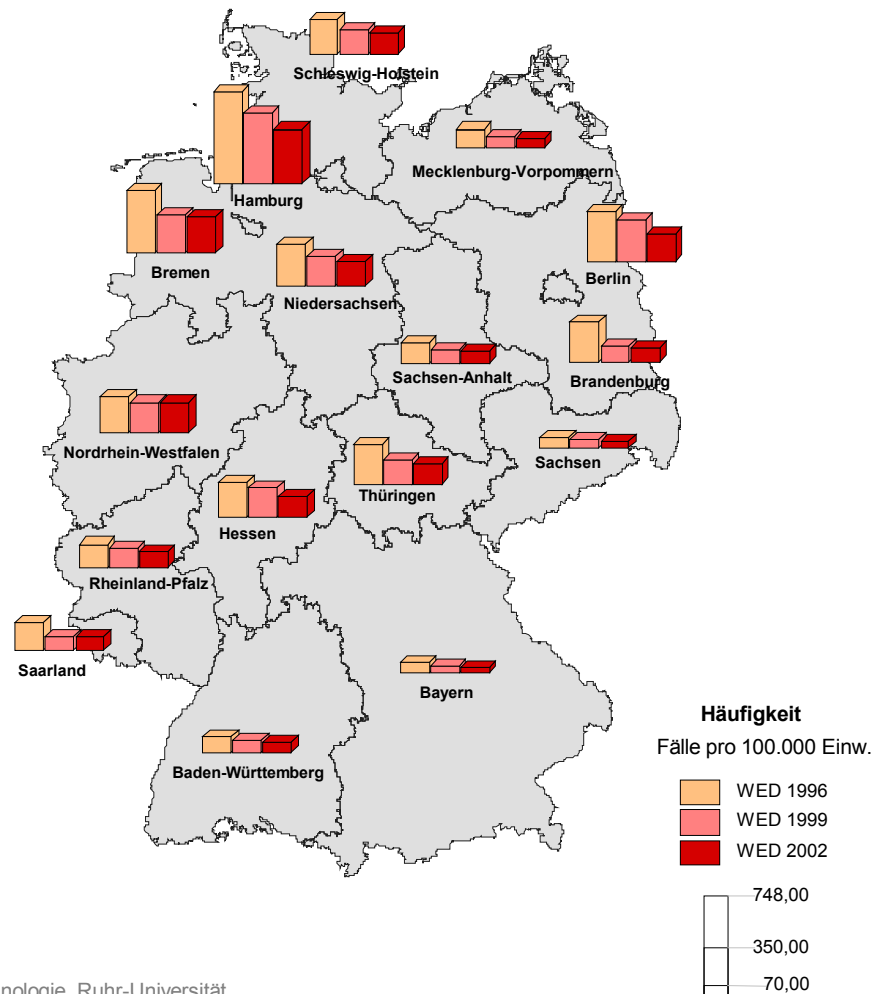 Schleswig-Holstein
Mecklenburg-Vorpommern
Hamburg
Bremen
Berlin
Niedersachsen
Sachsen-Anhalt
Brandenburg
Nordrhein-Westfalen
Sachsen
Thüringen
Hessen
Rheinland-Pfalz
Saarland
Bayern
Baden-Württemberg
Häufigkeit
Fälle pro 100.000 Einw.
WED 1996
WED 1999
WED 2002
748,00
350,00
70,00
nologie, Ruhr-Universität